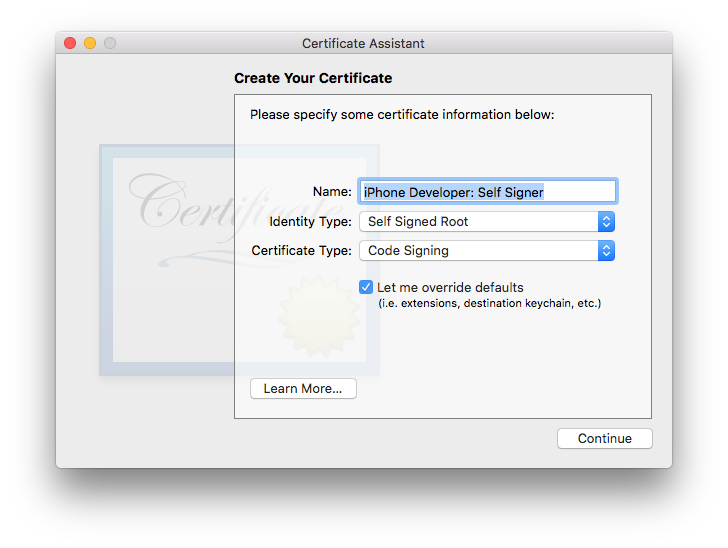 Certificate Assistant
Create Your Certificate
Please specify some certificate information below:
Certificate
Name: iPhone Developer: Self Signer
Identity Type: Self Signed Root
Certificate Type: Code Signing
Let me override defaults
(i.e. extensions, destination keychain, etc.)
Learn More...
Continue